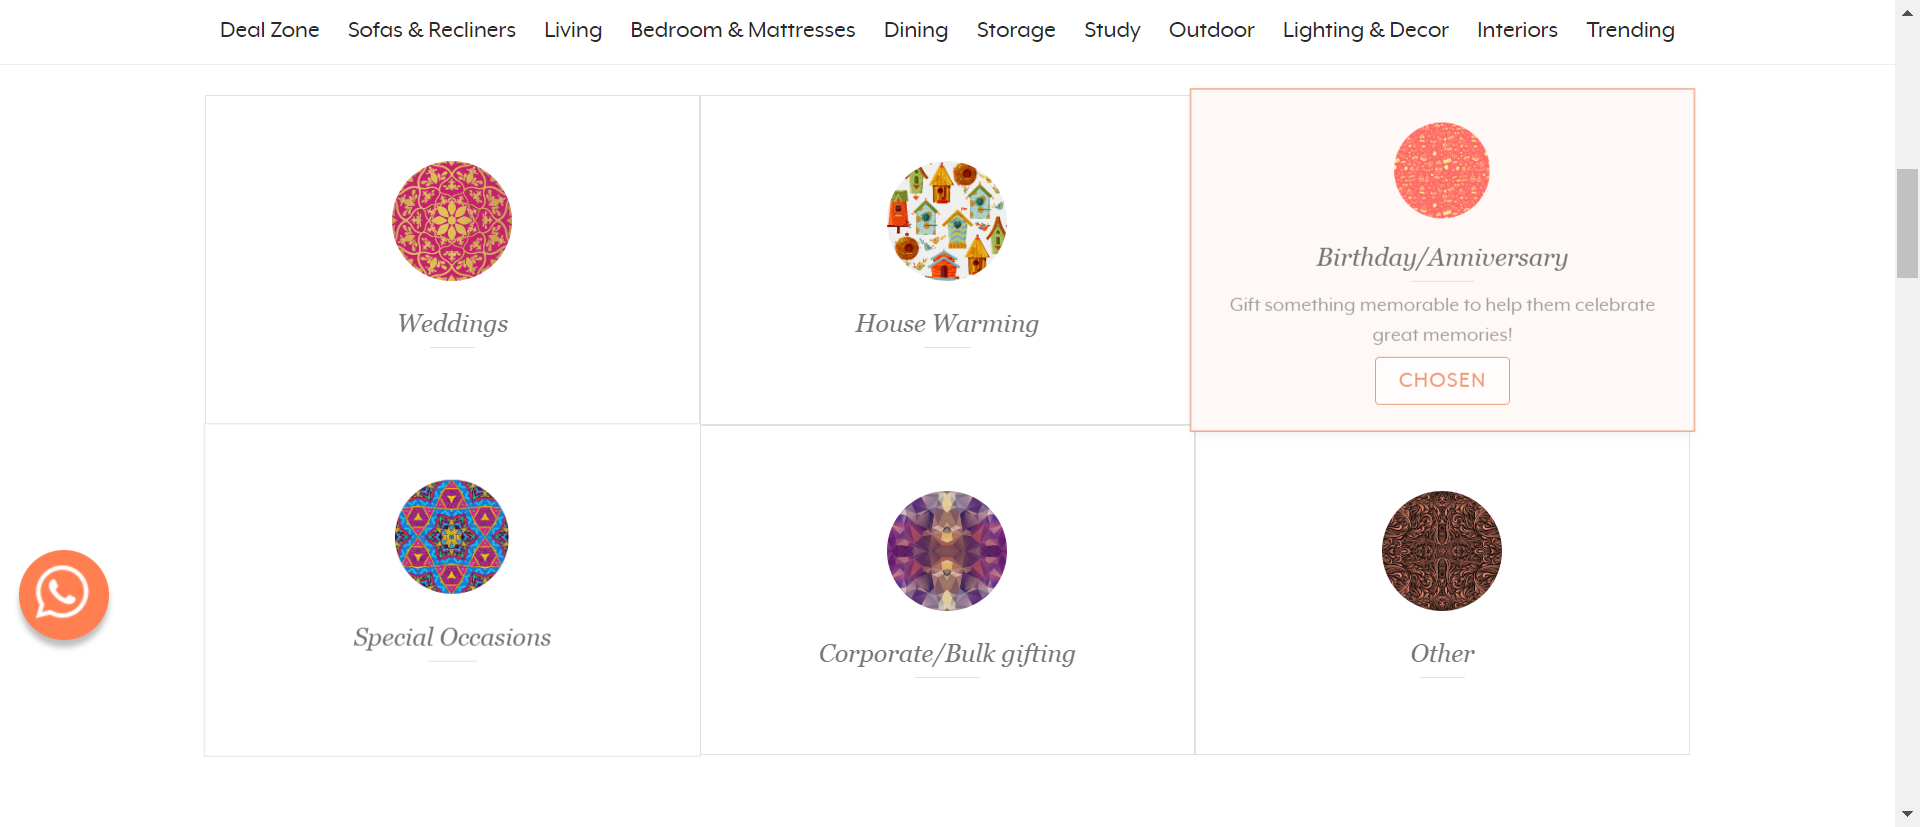 Deal Zone Sofas & Recliners Living Bedroom & Mattresses Dining Storage Study Outdoor Lighting & Decor Interiors Trending
Weddings
House Warming
Birthday/Anniversary
Gift something memorable to help them celebrate
great memories!
CHOSEN
Special Occasions
Corporate/Bulk gifting
Other